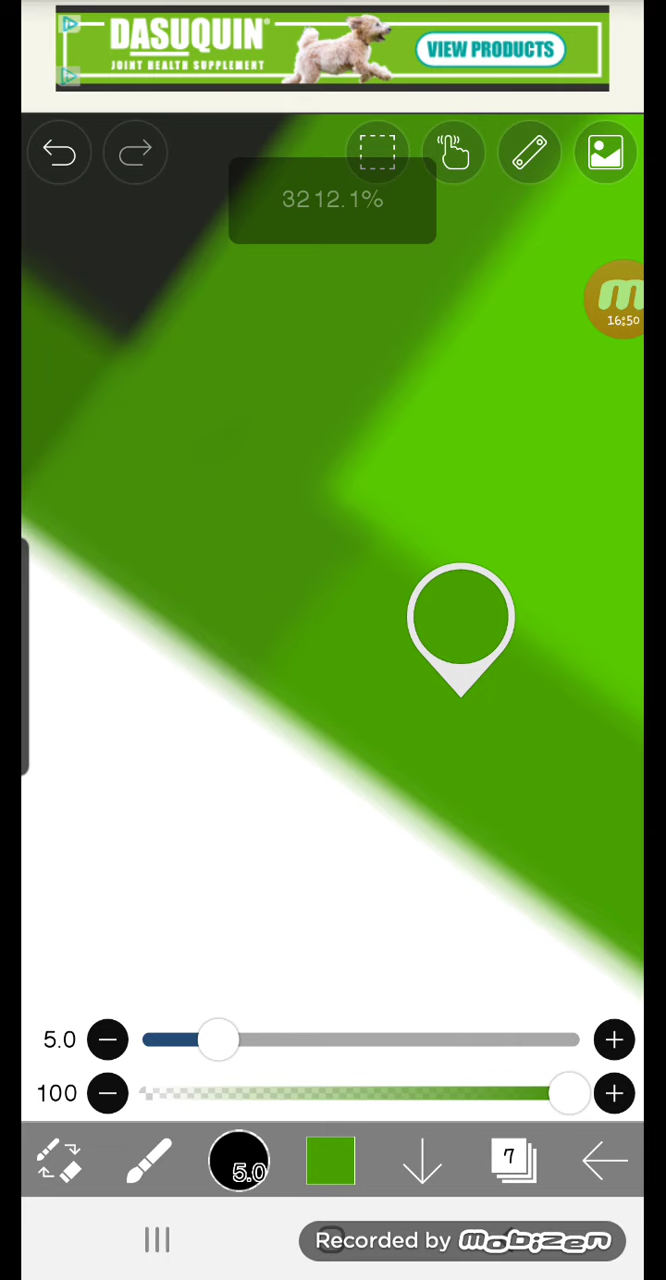 DASUQUIN®
JOINT HEALTH SUPPLEMENT
VIEW PRODUCTS
3212.1%
m
16:50
5.0
100
5.0
7
Recorded by mobizen